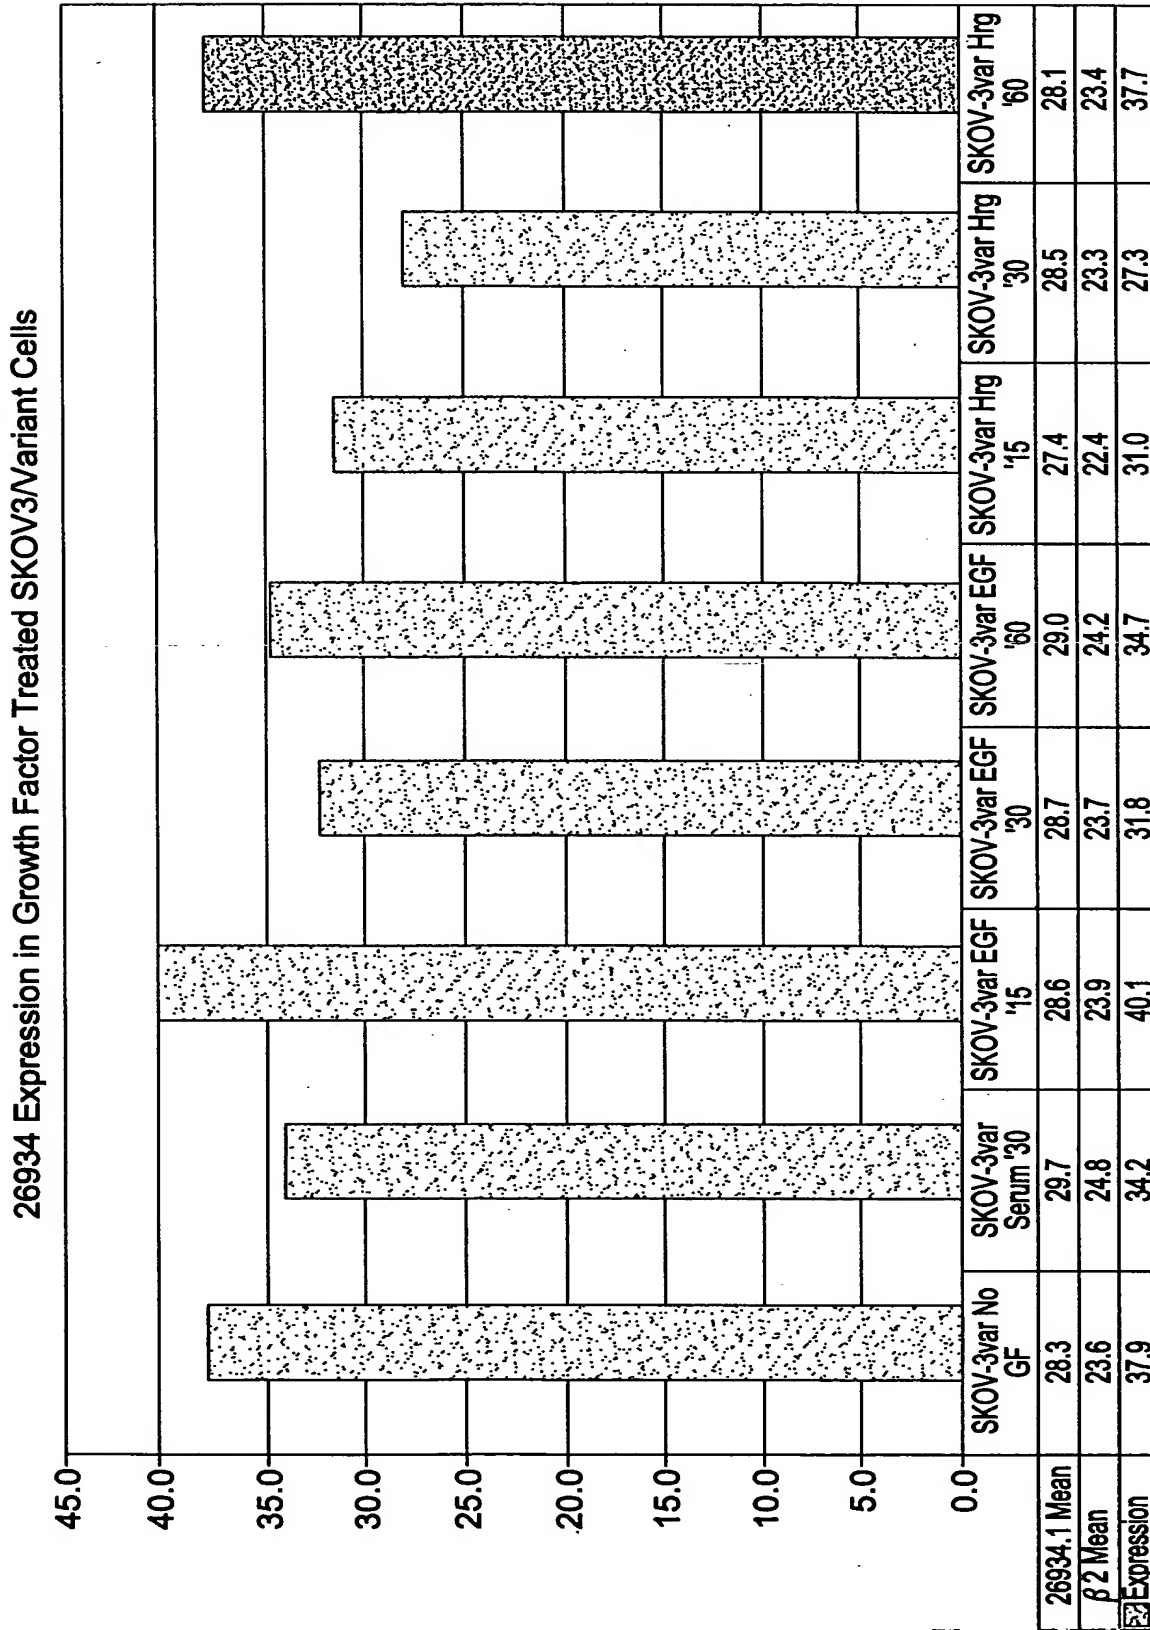 26934 Expression in Growth Factor Treated SKOV3/Variant Cells
45.0
40.0
35.0
30.0
25.0
20.0
15.0
10.0
5.0
0.0
SKOV-3var No GF SKOV-3var Serum '30 SKOV-3var EGF '15 SKOV-3var EGF '30 SKOV-3var EGF '60 SKOV-3var Hrg '15 SKOV-3var Hrg '30 SKOV-3var Hrg '60
26934.1 Mean 28.3 29.7 28.6 28.7 29.0 27.4 28.5 28.1
β 2 Mean 23.6 24.8 23.9 23.7 24.2 22.4 23.3 23.4
Expression 37.9 34.2 40.1 31.8 34.7 31.0 27.3 37.7